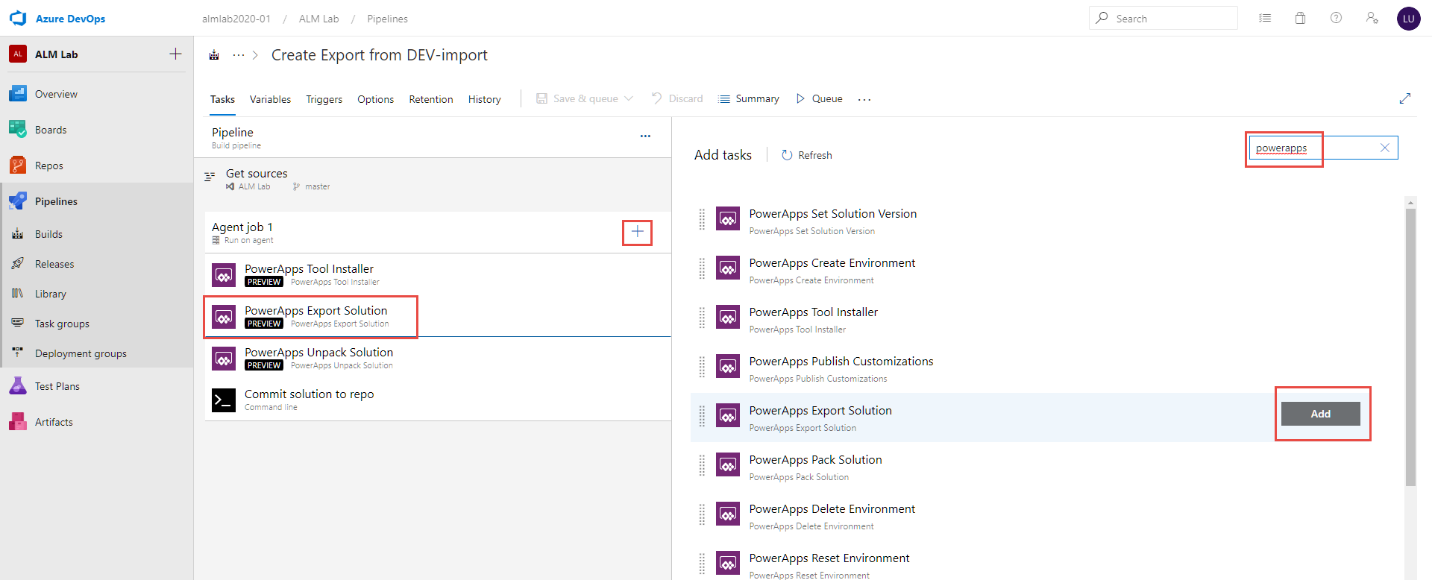 Azure DevOps
almlab2020-01 / ALM Lab / Pipelines
Search
LU
AL ALM Lab
Overview
Boards
Repos
Pipelines
Builds
Releases
Library
Task groups
Deployment groups
Test Plans
Artifacts
Create Export from DEV-import
Tasks Variables Triggers Options Retention History
Save & queue Discard Summary Queue
Pipeline
Build pipeline
Get sources
ALM Lab master
Agent job 1
Run on agent
PowerApps Tool Installer
PREVIEW PowerApps Tool Installer
PowerApps Export Solution
PREVIEW PowerApps Export Solution
PowerApps Unpack Solution
PREVIEW PowerApps Unpack Solution
Commit solution to repo
Command line
Add tasks
Refresh
powerapps
PowerApps Set Solution Version
PowerApps Set Solution Version
PowerApps Create Environment
PowerApps Create Environment
PowerApps Tool Installer
PowerApps Tool Installer
PowerApps Publish Customizations
PowerApps Publish Customizations
PowerApps Export Solution
PowerApps Export Solution
Add
PowerApps Pack Solution
PowerApps Pack Solution
PowerApps Delete Environment
PowerApps Delete Environment
PowerApps Reset Environment
PowerApps Reset Environment